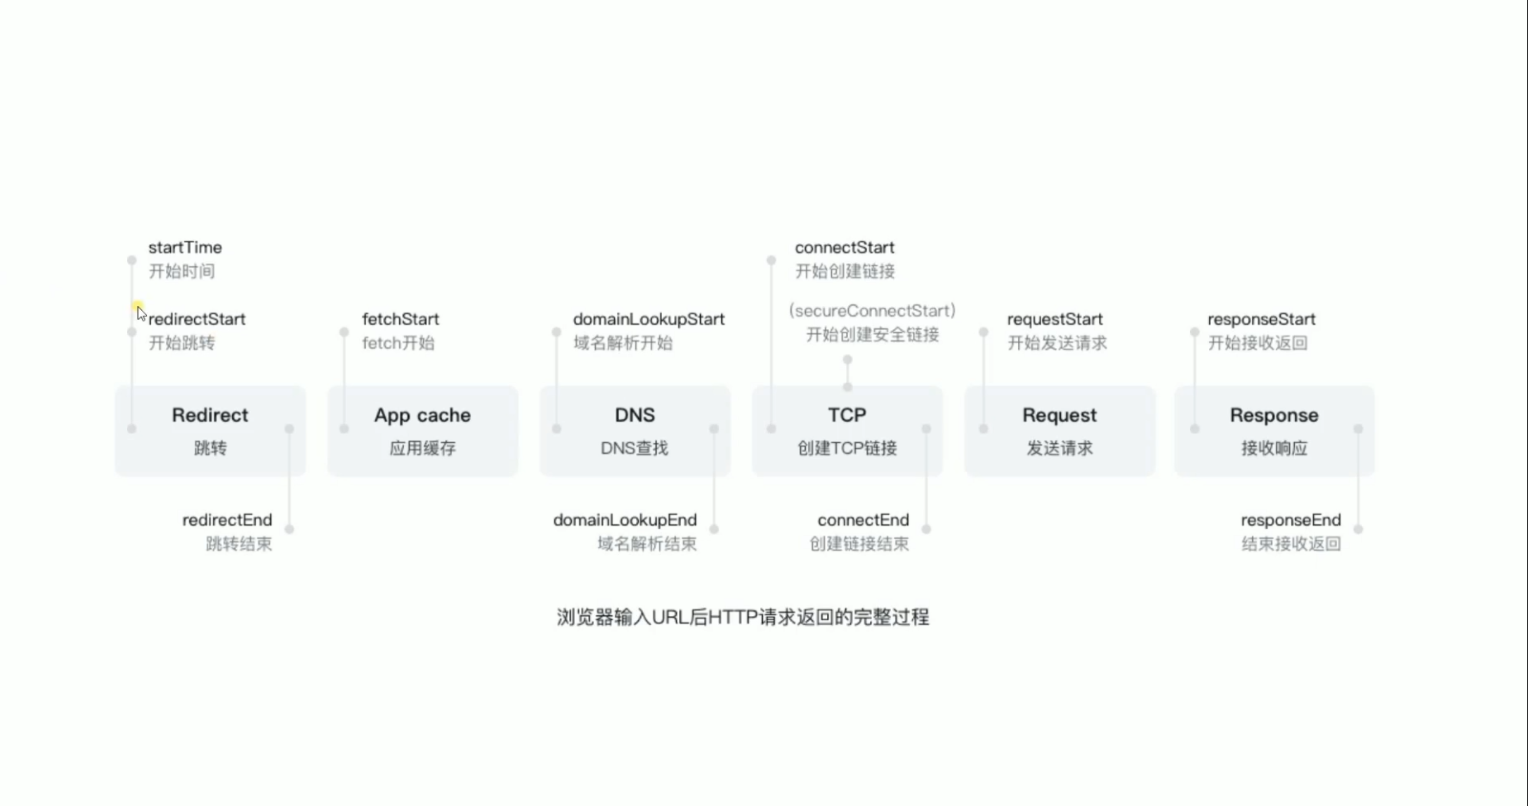 startTime
开始时间
redirectStart
开始跳转
fetchStart
fetch开始
domainLookupStart
域名解析开始
connectStart
开始创建链接
(secureConnectStart)
开始创建安全链接
requestStart
开始发送请求
responseStart
开始接收返回
Redirect
跳转
App cache
应用缓存
DNS
DNS查找
TCP
创建TCP链接
Request
发送请求
Response
接收响应
redirectEnd
跳转结束
domainLookupEnd
域名解析结束
connectEnd
创建链接结束
responseEnd
结束接收返回
浏览器输入URL后HTTP请求返回的完整过程